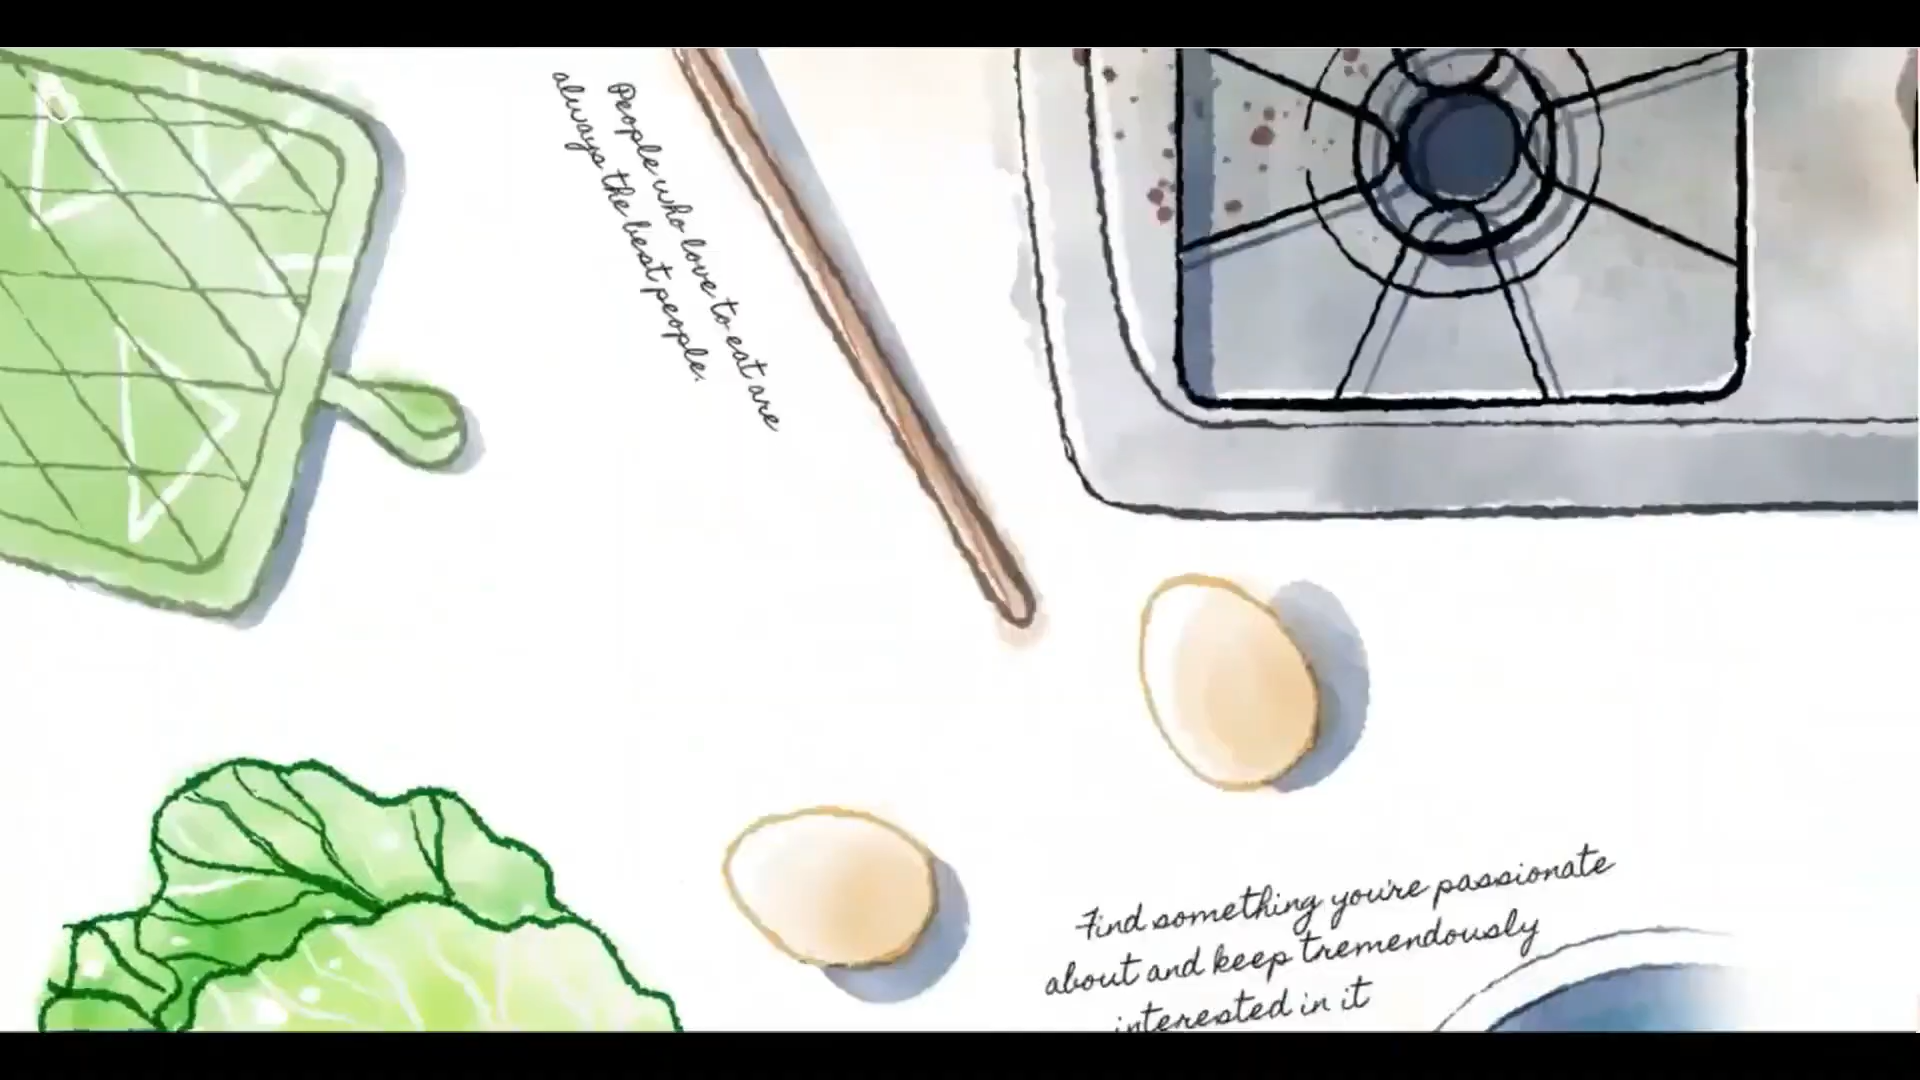 People who love to eat are
always the best people.
Find something you're passionate
about and keep tremendously
interested in it